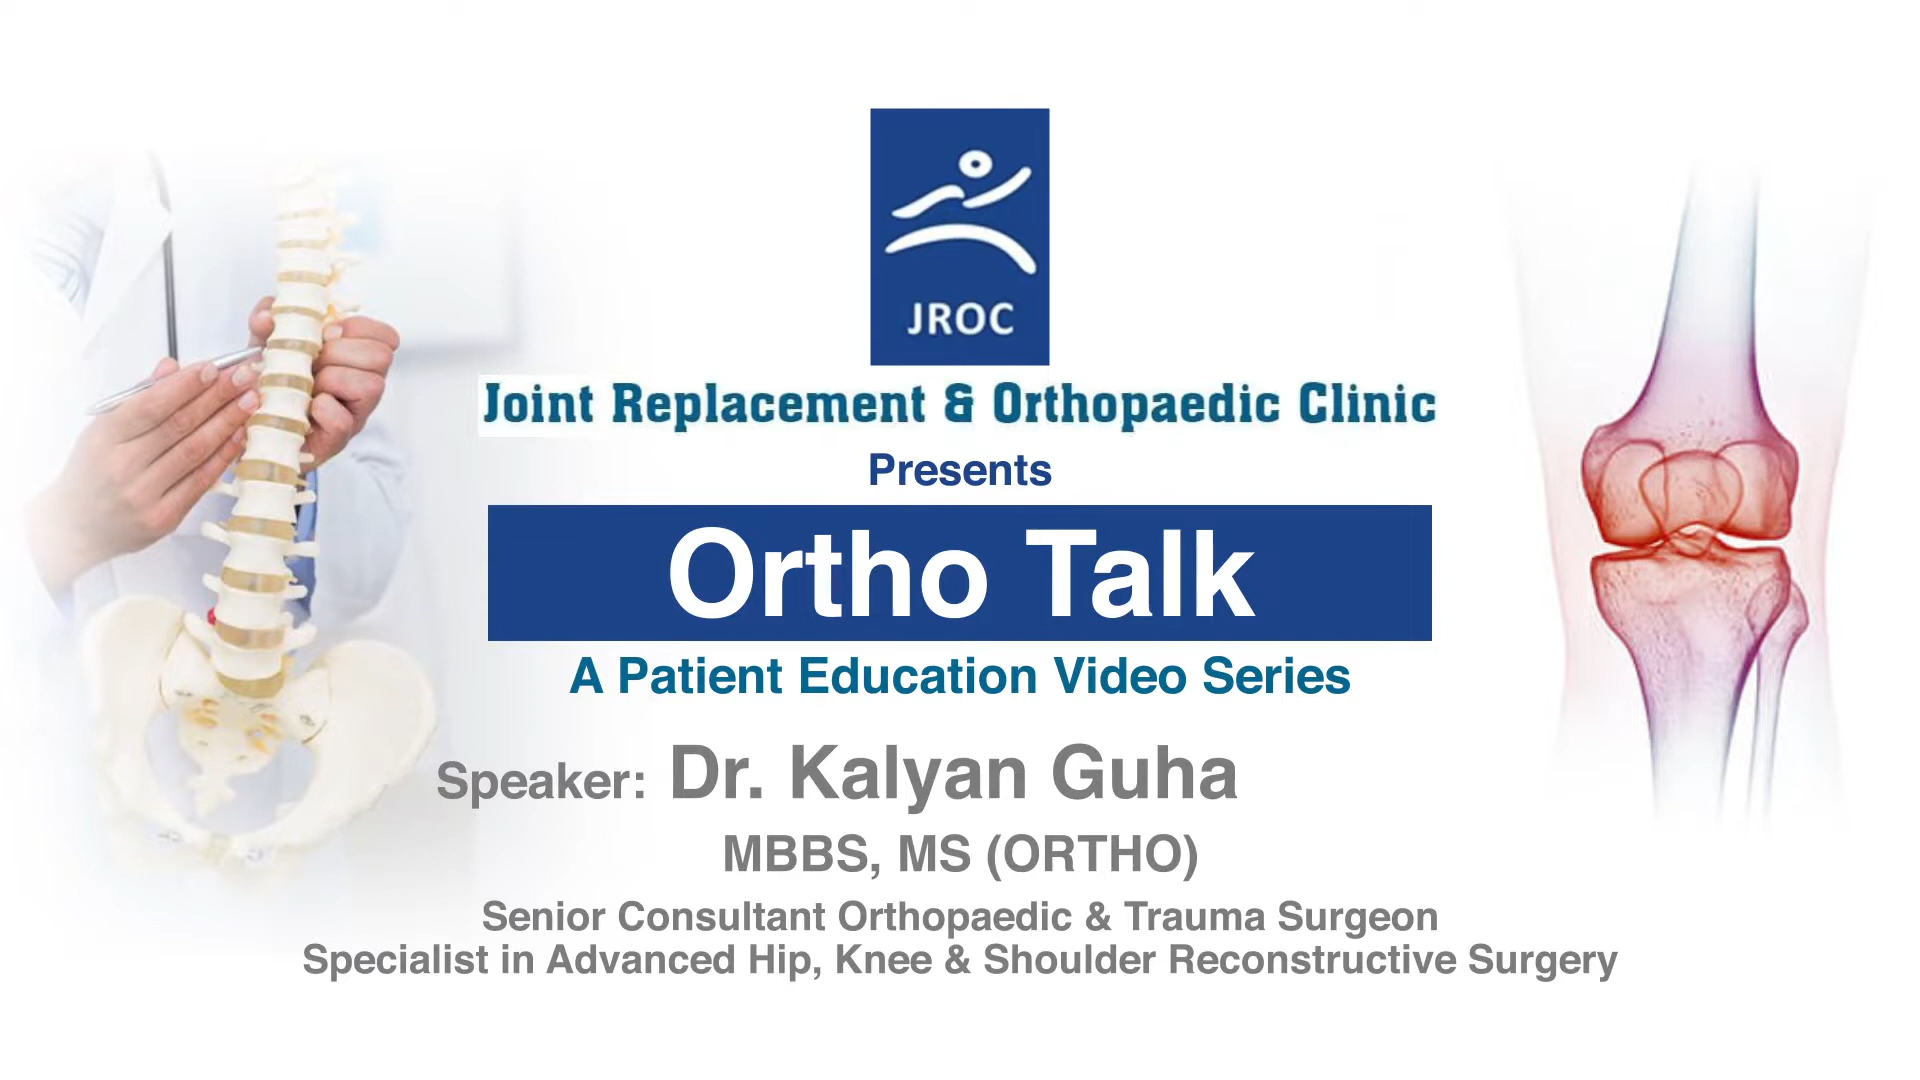 JROC
Joint Replacement & Orthopaedic Clinic
Presents
Ortho Talk
A Patient Education Video Series
Speaker: Dr. Kalyan Guha
MBBS, MS (ORTHO)
Senior Consultant Orthopaedic & Trauma Surgeon
Specialist in Advanced Hip, Knee & Shoulder Reconstructive Surgery